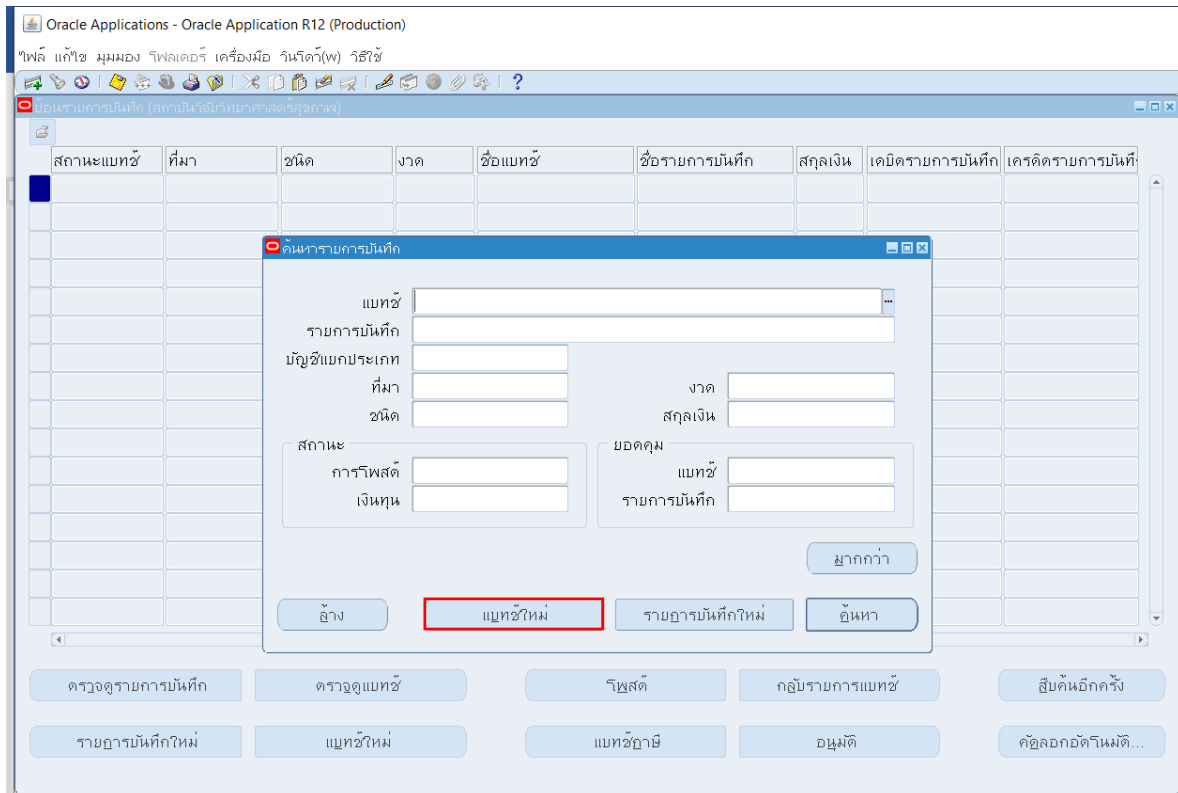 Oracle Applications - Oracle Application R12 (Production)
ไฟล์ แก้ไข มุมมอง โฟลเดอร์ เครื่องมือ วินโดว์(w) วิธีใช้
ป้อนรายการบันทึก (สถาบันวิจัยวิทยาศาสตร์สุขภาพ)
สถานะแบทช์ ที่มา ชนิด งาด ชื่อแบทช์ ชื่อรายการบันทึก สกุลเงิน เดบิตรายการบันทึก เครดิตรายการบันทึ
ค้นหารายการบันทึก
แบทช์
รายการบันทึก
บัญชีแยกประเภท
ที่มา งวด
ชนิด สกุลเงิน
สถานะ ยอดคุม
การโพสต์ แบทช์
เงินทุน รายการบันทึก
มากกว่า
ล้าง แบทช์ใหม่ รายการบันทึกใหม่ ค้นหา
ตรวจดูรายการบันทึก ตรวจดูแบทช์ โพสต์ กลับรายการแบทช์ สืบค้นอีกครั้ง
รายการบันทึกใหม่ แบทช์ใหม่ แบทช์ภาษี อนุมัติ คัดลอกอัตโนมัติ...